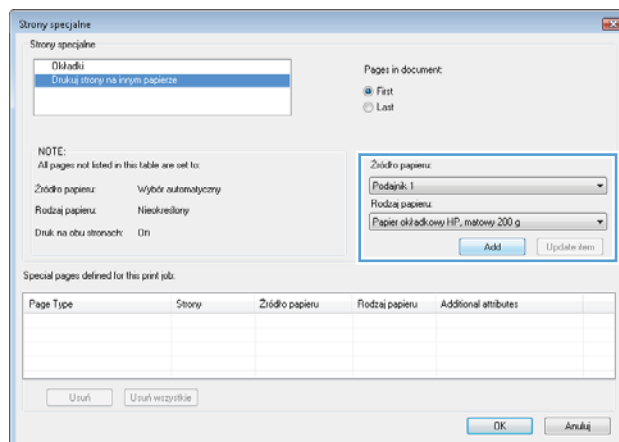 Strony specjalne
Strony specjalne
Okładki
Drukuj strony na innym papierze
Pages in document:
First
Last
NOTE:
All pages not listed in this table are set to:
Źródło papieru: Wybór automatyczny
Rodzaj papieru: Nieokreślony
Druk na obu stronach: On
Źródło papieru:
Podajnik 1
Rodzaj papieru:
Papier okładkowy HP, matowy 200 g
Add Update item
Special pages defined for this print job:
Page Type Strony Źródło papieru Rodzaj papieru Additional attributes
Usuń Usuń wszystkie
OK Anuluj